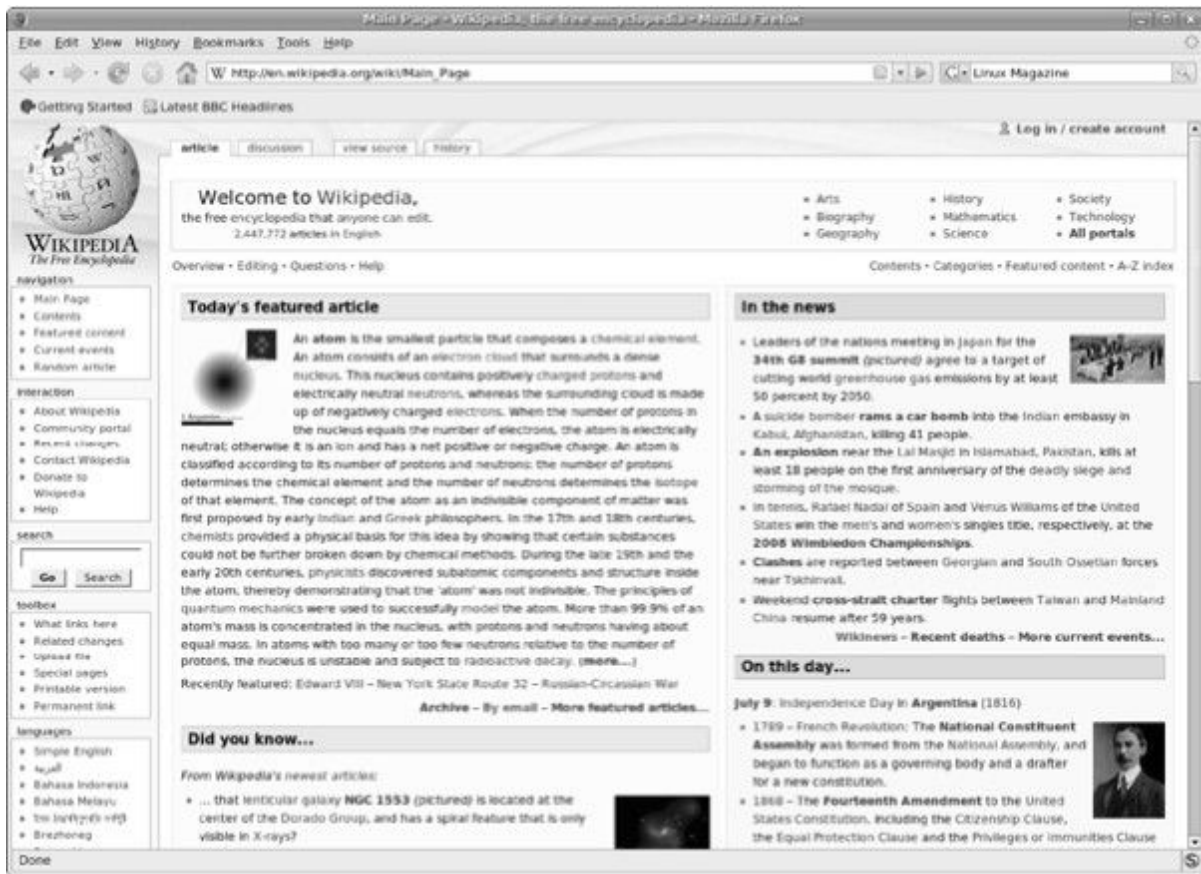 Main Page - Wikipedia, the free encyclopedia - Mozilla Firefox
File Edit View History Bookmarks Tools Help
http://en.wikipedia.org/wiki/Main_Page
Linux Magazine
Getting Started Latest BBC Headlines
Log in / create account
article discussion view source history
WIKIPEDIA
The Free Encyclopedia
navigation
Main Page
Contents
Featured content
Current events
Random article
interaction
About Wikipedia
Community portal
Recent changes
Contact Wikipedia
Donate to
Wikipedia
Help
search
Go Search
toolbox
What links here
Related changes
Upload file
Special pages
Printable version
Permanent link
languages
Simple English
العربية
Bahasa Indonesia
Bahasa Melayu
Brezhoneg
Welcome to Wikipedia,
the free encyclopedia that anyone can edit.
2,447,772 articles in English
Arts
Biography
Geography
History
Mathematics
Science
Society
Technology
All portals
Overview • Editing • Questions • Help
Contents • Categories • Featured content • A–Z index
Today's featured article
An atom is the smallest particle that composes a chemical element.
An atom consists of an electron cloud that surrounds a dense
nucleus. This nucleus contains positively charged protons and
electrically neutral neutrons, whereas the surrounding cloud is made
up of negatively charged electrons. When the number of protons in
the nucleus equals the number of electrons, the atom is electrically
neutral; otherwise it is an ion and has a net positive or negative charge. An atom is
classified according to its number of protons and neutrons: the number of protons
determines the chemical element and the number of neutrons determines the isotope
of that element. The concept of the atom as an indivisible component of matter was
first proposed by early Indian and Greek philosophers. In the 17th and 18th centuries,
chemists provided a physical basis for this idea by showing that certain substances
could not be further broken down by chemical methods. During the late 19th and the
early 20th centuries, physicists discovered subatomic components and structure inside
the atom, thereby demonstrating that the 'atom' was not indivisible. The principles of
quantum mechanics were used to successfully model the atom. More than 99.9% of an
atom's mass is concentrated in the nucleus, with protons and neutrons having about
equal mass. In atoms with too many or too few neutrons relative to the number of
protons, the nucleus is unstable and subject to radioactive decay. (more...)
Recently featured: Edward VIII – New York State Route 32 – Russian-Circassian War
Archive – By email – More featured articles...
Did you know...
From Wikipedia's newest articles:
... that lenticular galaxy NGC 1553 (pictured) is located at the
center of the Dorado Group, and has a spiral feature that is only
visible in X-rays?
In the news
Leaders of the nations meeting in Japan for the
34th G8 summit (pictured) agree to a target of
cutting world greenhouse gas emissions by at least
50 percent by 2050.
A suicide bomber rams a car bomb into the Indian embassy in
Kabul, Afghanistan, killing 41 people.
An explosion near the Lal Masjid in Islamabad, Pakistan, kills at
least 18 people on the first anniversary of the deadly siege and
storming of the mosque.
In tennis, Rafael Nadal of Spain and Venus Williams of the United
States win the men's and women's singles title, respectively, at the
2008 Wimbledon Championships.
Clashes are reported between Georgian and South Ossetian forces
near Tskhinvali.
Weekend cross-strait charter flights between Taiwan and Mainland
China resume after 59 years.
Wikinews – Recent deaths – More current events...
On this day...
July 9: Independence Day in Argentina (1816)
1789 – French Revolution: The National Constituent
Assembly was formed from the National Assembly, and
began to function as a governing body and a drafter
for a new constitution.
1868 – The Fourteenth Amendment to the United
States Constitution, including the Citizenship Clause,
the Equal Protection Clause and the Privileges or Immunities Clause
Done